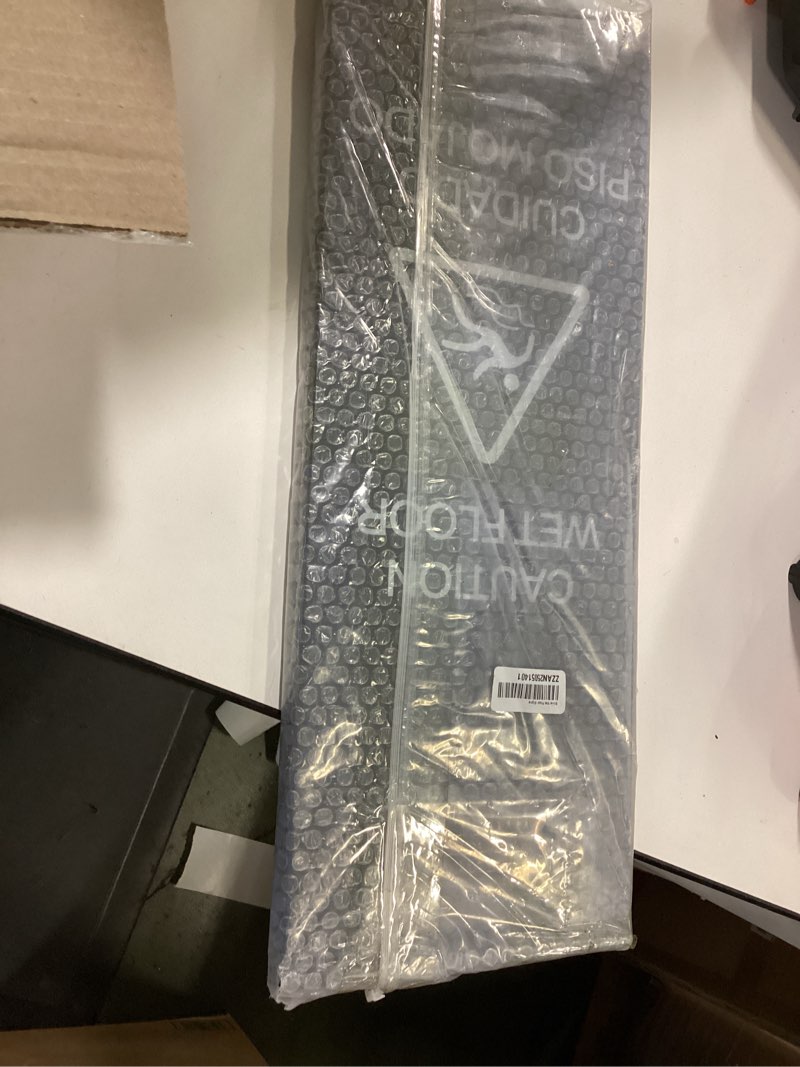 CAUTION
WET FLOOR
CUIDADO
PISO MOJADO
ZZAN25051401